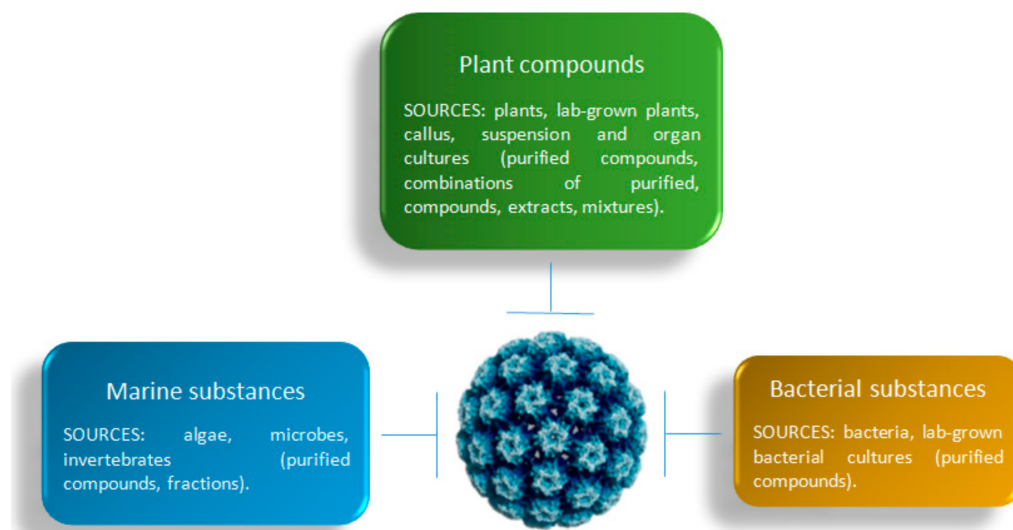 Plant compounds
SOURCES: plants, lab-grown plants,
callus, suspension and organ
cultures (purified compounds,
combinations of purified,
compounds, extracts, mixtures).
Marine substances
SOURCES: algae, microbes,
invertebrates (purified
compounds, fractions).
Bacterial substances
SOURCES: bacteria, lab-grown
bacterial cultures (purified
compounds).